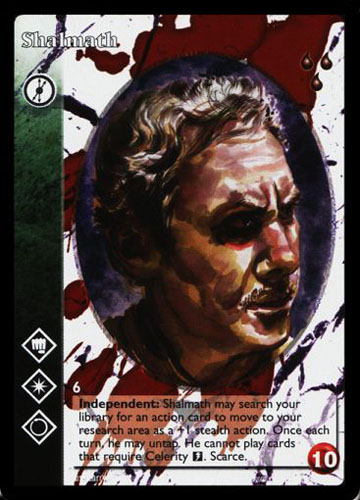 Shalmath
6
Independent: Shalmath may search your
library for an action card to move to your
research area as a +1 stealth action. Once each
turn, he may untap. He cannot play cards
that require Celerity . Scarce.
10